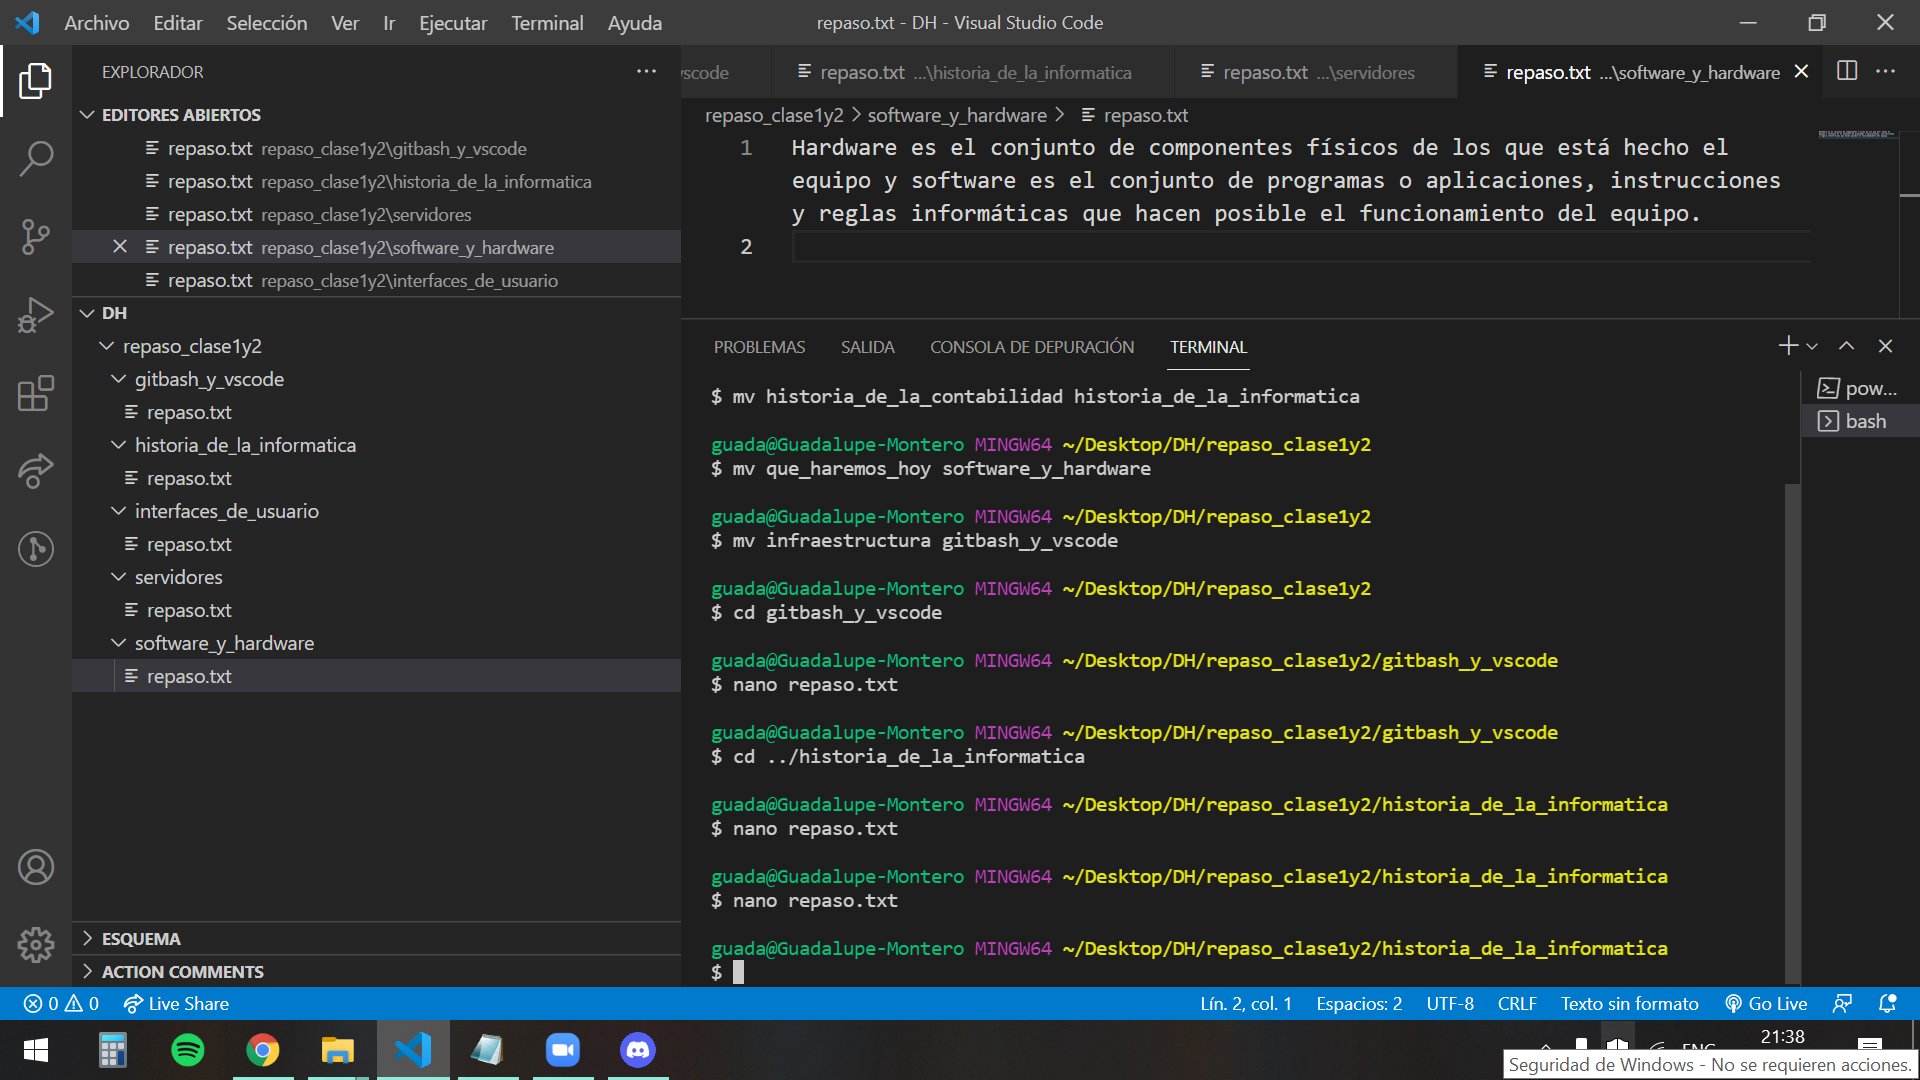 Archivo Editar Selección Ver Ir Ejecutar Terminal Ayuda
repaso.txt - DH - Visual Studio Code
EXPLORADOR
EDITORES ABIERTOS
repaso.txt repaso_clase1y2\gitbash_y_vscode
repaso.txt repaso_clase1y2\historia_de_la_informatica
repaso.txt repaso_clase1y2\servidores
repaso.txt repaso_clase1y2\software_y_hardware
repaso.txt repaso_clase1y2\interfaces_de_usuario
DH
repaso_clase1y2
gitbash_y_vscode
repaso.txt
historia_de_la_informatica
repaso.txt
interfaces_de_usuario
repaso.txt
servidores
repaso.txt
software_y_hardware
repaso.txt
ESQUEMA
ACTION COMMENTS
vscode repaso.txt ...\historia_de_la_informatica repaso.txt ...\servidores repaso.txt ...\software_y_hardware
repaso_clase1y2 > software_y_hardware > repaso.txt
1 Hardware es el conjunto de componentes físicos de los que está hecho el
equipo y software es el conjunto de programas o aplicaciones, instrucciones
y reglas informáticas que hacen posible el funcionamiento del equipo.
2
PROBLEMAS SALIDA CONSOLA DE DEPURACIÓN TERMINAL
pow...
bash
$ mv historia_de_la_contabilidad historia_de_la_informatica
guada@Guadalupe-Montero MINGW64 ~/Desktop/DH/repaso_clase1y2
$ mv que_haremos_hoy software_y_hardware
guada@Guadalupe-Montero MINGW64 ~/Desktop/DH/repaso_clase1y2
$ mv infraestructura gitbash_y_vscode
guada@Guadalupe-Montero MINGW64 ~/Desktop/DH/repaso_clase1y2
$ cd gitbash_y_vscode
guada@Guadalupe-Montero MINGW64 ~/Desktop/DH/repaso_clase1y2/gitbash_y_vscode
$ nano repaso.txt
guada@Guadalupe-Montero MINGW64 ~/Desktop/DH/repaso_clase1y2/gitbash_y_vscode
$ cd ../historia_de_la_informatica
guada@Guadalupe-Montero MINGW64 ~/Desktop/DH/repaso_clase1y2/historia_de_la_informatica
$ nano repaso.txt
guada@Guadalupe-Montero MINGW64 ~/Desktop/DH/repaso_clase1y2/historia_de_la_informatica
$ nano repaso.txt
guada@Guadalupe-Montero MINGW64 ~/Desktop/DH/repaso_clase1y2/historia_de_la_informatica
$
0 0 Live Share Lín. 2, col. 1 Espacios: 2 UTF-8 CRLF Texto sin formato Go Live
ENG 21:38
Seguridad de Windows - No se requieren acciones.